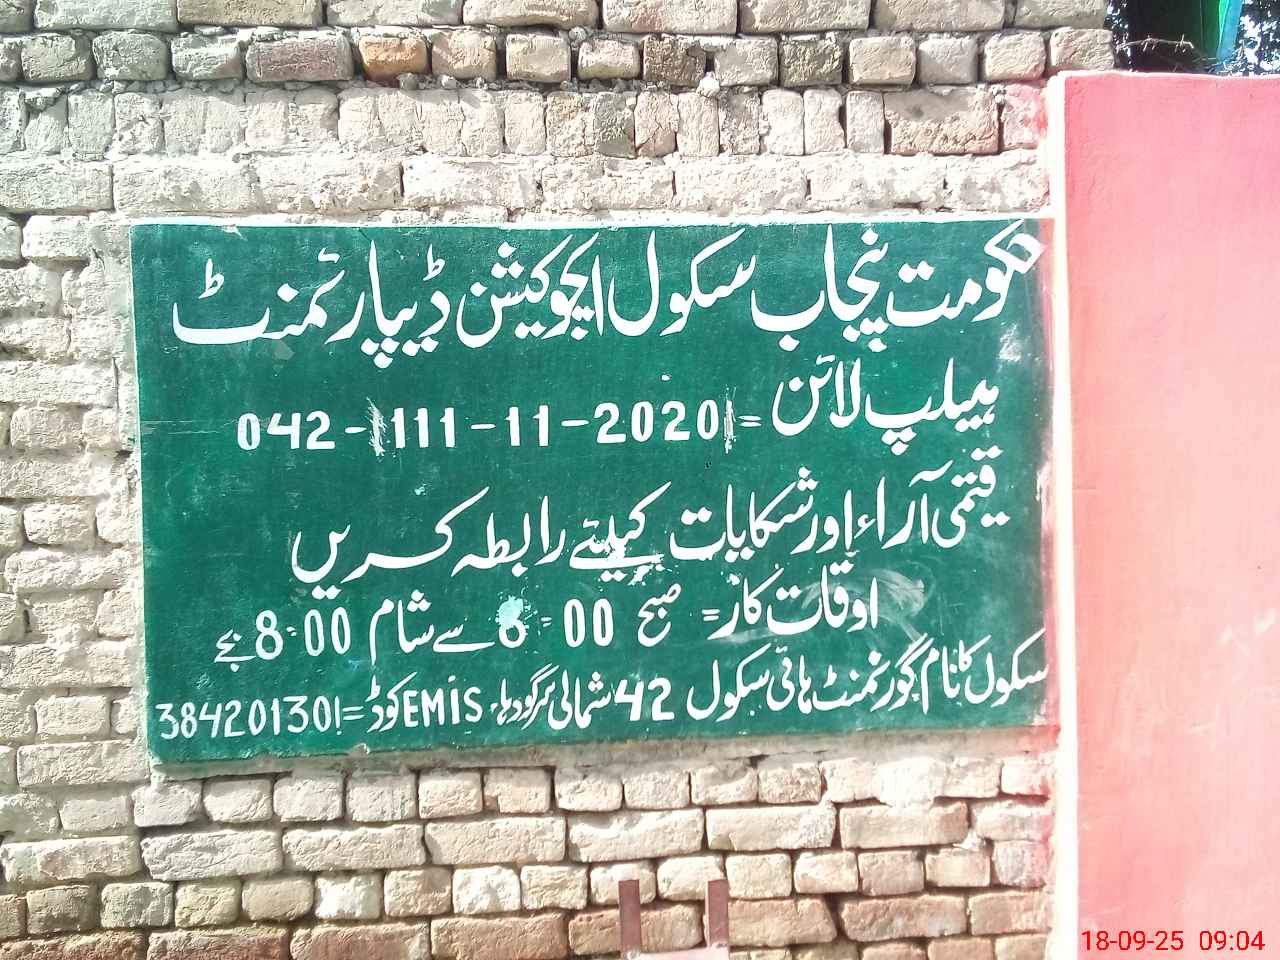 حکومت پنجاب سکول ایجوکیشن ڈیپارٹمنٹ
ہیلپ لائن = 042-111-11-2020
قیمتی آراء اور شکایات کیلئے رابطہ کریں
اوقات کار = صبح 8:00 سے شام 8:00 بجے
سکول کا نام گورنمنٹ ہائی سکول 42 شمالی سرگودہا، EMIS کوڈ = 384201301
18-09-25 09:04